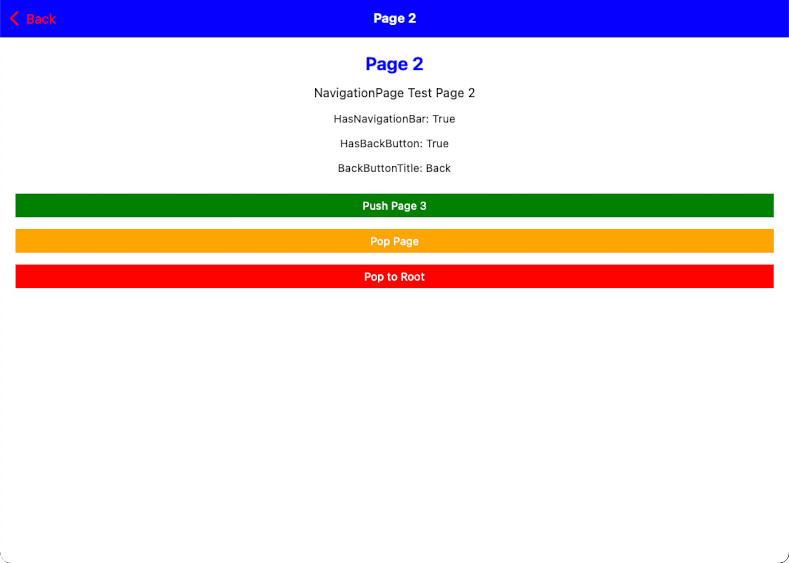 Back
Page 2
Page 2
NavigationPage Test Page 2
HasNavigationBar: True
HasBackButton: True
BackButtonTitle: Back
Push Page 3
Pop Page
Pop to Root